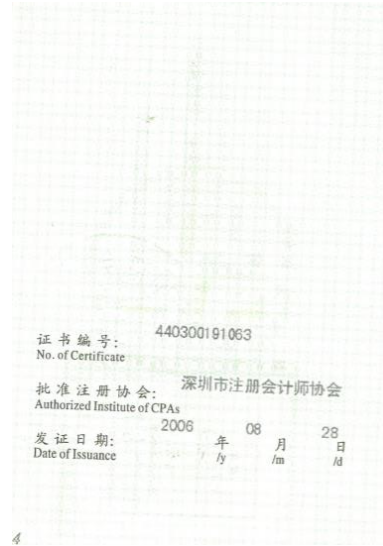 证书编号: 440300191063
No. of Certificate
批准注册协会: 深圳市注册会计师协会
Authorized Institute of CPAs
发证日期: 2006 年 08 月 28 日
Date of Issuance /y /m /d
4